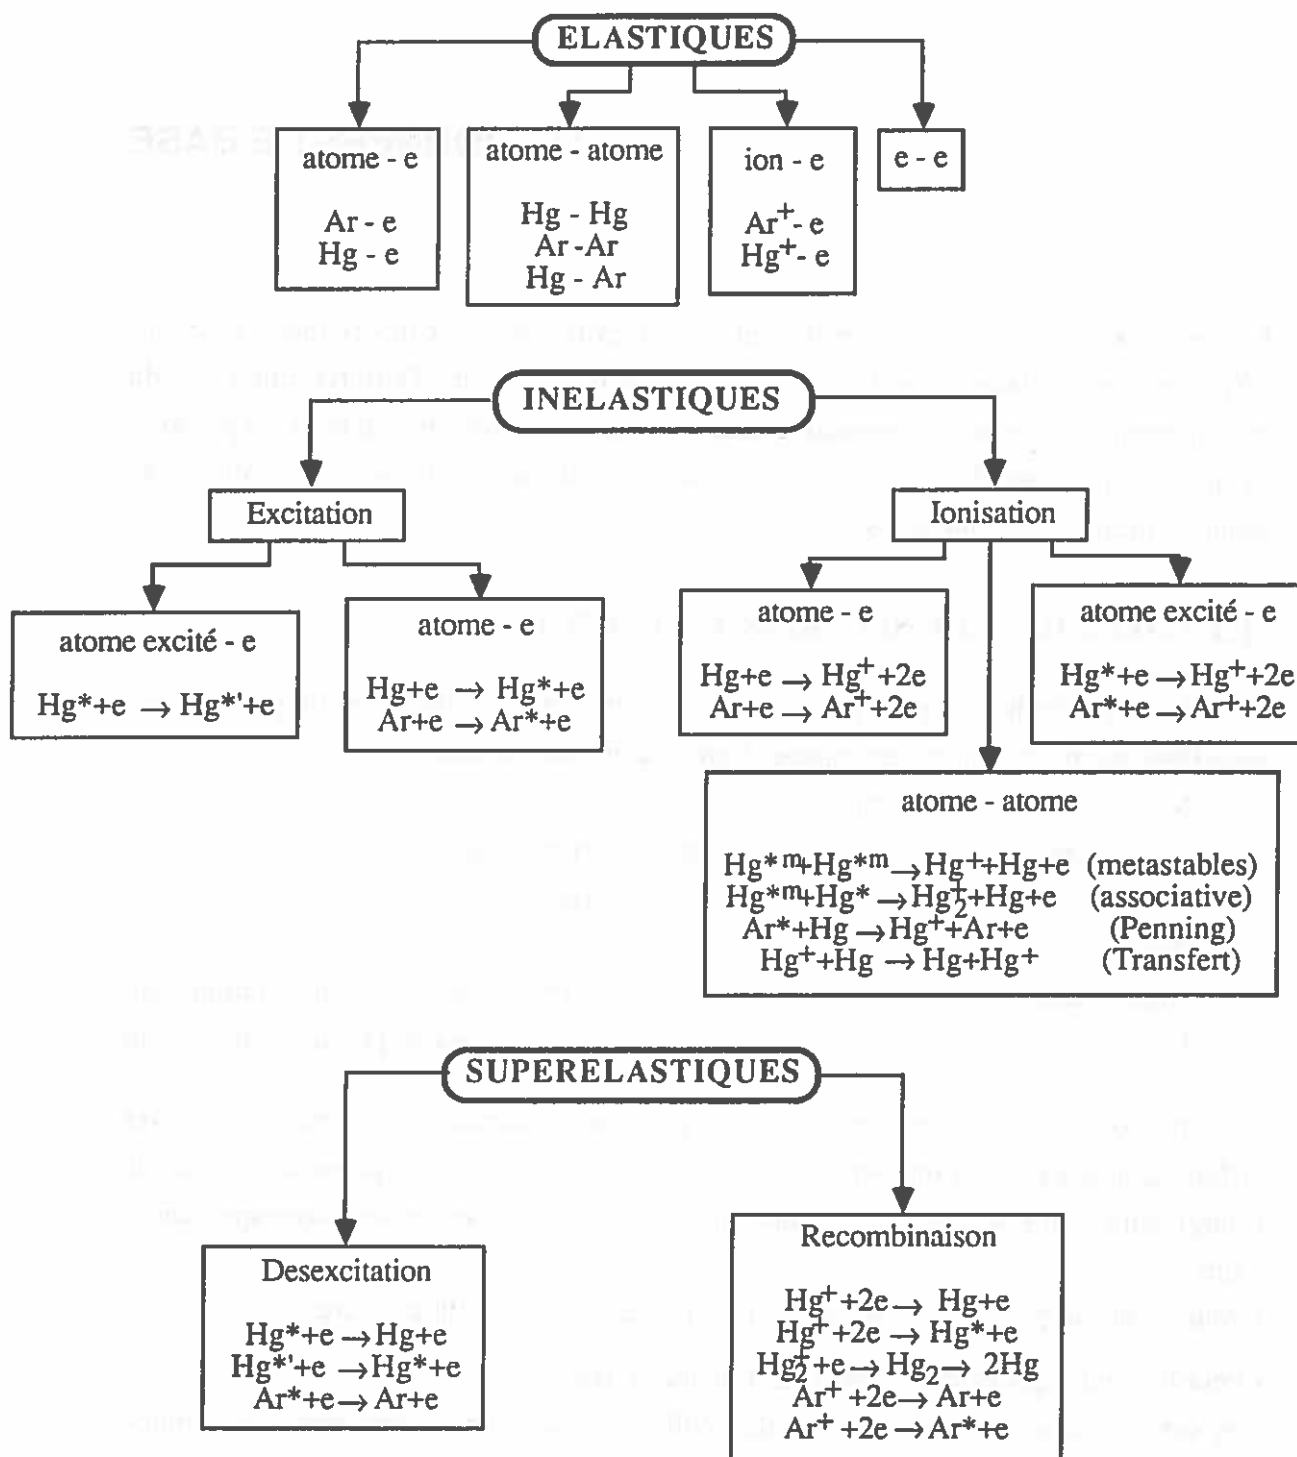 ELASTIQUES
atome - e
Ar - e
Hg - e
atome - atome
Hg - Hg
Ar -Ar
Hg - Ar
ion - e
Ar⁺- e
Hg⁺- e
e - e
INELASTIQUES
Excitation
atome excité - e
Hg*+e → Hg*'+e
atome - e
Hg+e → Hg*+e
Ar+e → Ar*+e
Ionisation
atome - e
Hg+e → Hg⁺+2e
Ar+e → Ar⁺+2e
atome excité - e
Hg*+e→Hg⁺+2e
Ar*+e→Ar⁺+2e
atome - atome
Hg*ᵐ+Hg*ᵐ→Hg⁺+Hg+e (metastables)
Hg*ᵐ+Hg* →Hg₂⁺+Hg+e (associative)
Ar*+Hg→Hg⁺+Ar+e (Penning)
Hg⁺+Hg → Hg+Hg⁺ (Transfert)
SUPERELASTIQUES
Desexcitation
Hg*+e→Hg+e
Hg*'+e→Hg*+e
Ar*+e→Ar+e
Recombinaison
Hg⁺+2e→ Hg+e
Hg⁺+2e → Hg*+e
Hg₂⁺+e→Hg₂→ 2Hg
Ar⁺ +2e→Ar+e
Ar⁺ +2e→Ar*+e